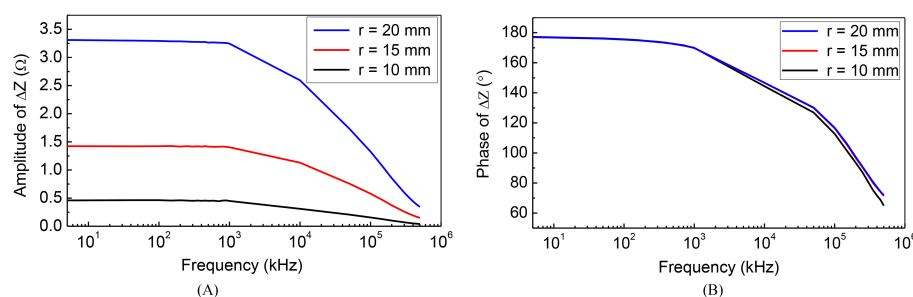 3.5
3.0
2.5
2.0
1.5
1.0
0.5
0.0
Amplitude of ΔZ (Ω)
r = 20 mm
r = 15 mm
r = 10 mm
10¹ 10² 10³ 10⁴ 10⁵ 10⁶
Frequency (kHz)
(A)
180
160
140
120
100
80
60
Phase of ΔZ (°)
r = 20 mm
r = 15 mm
r = 10 mm
10¹ 10² 10³ 10⁴ 10⁵ 10⁶
Frequency (kHz)
(B)